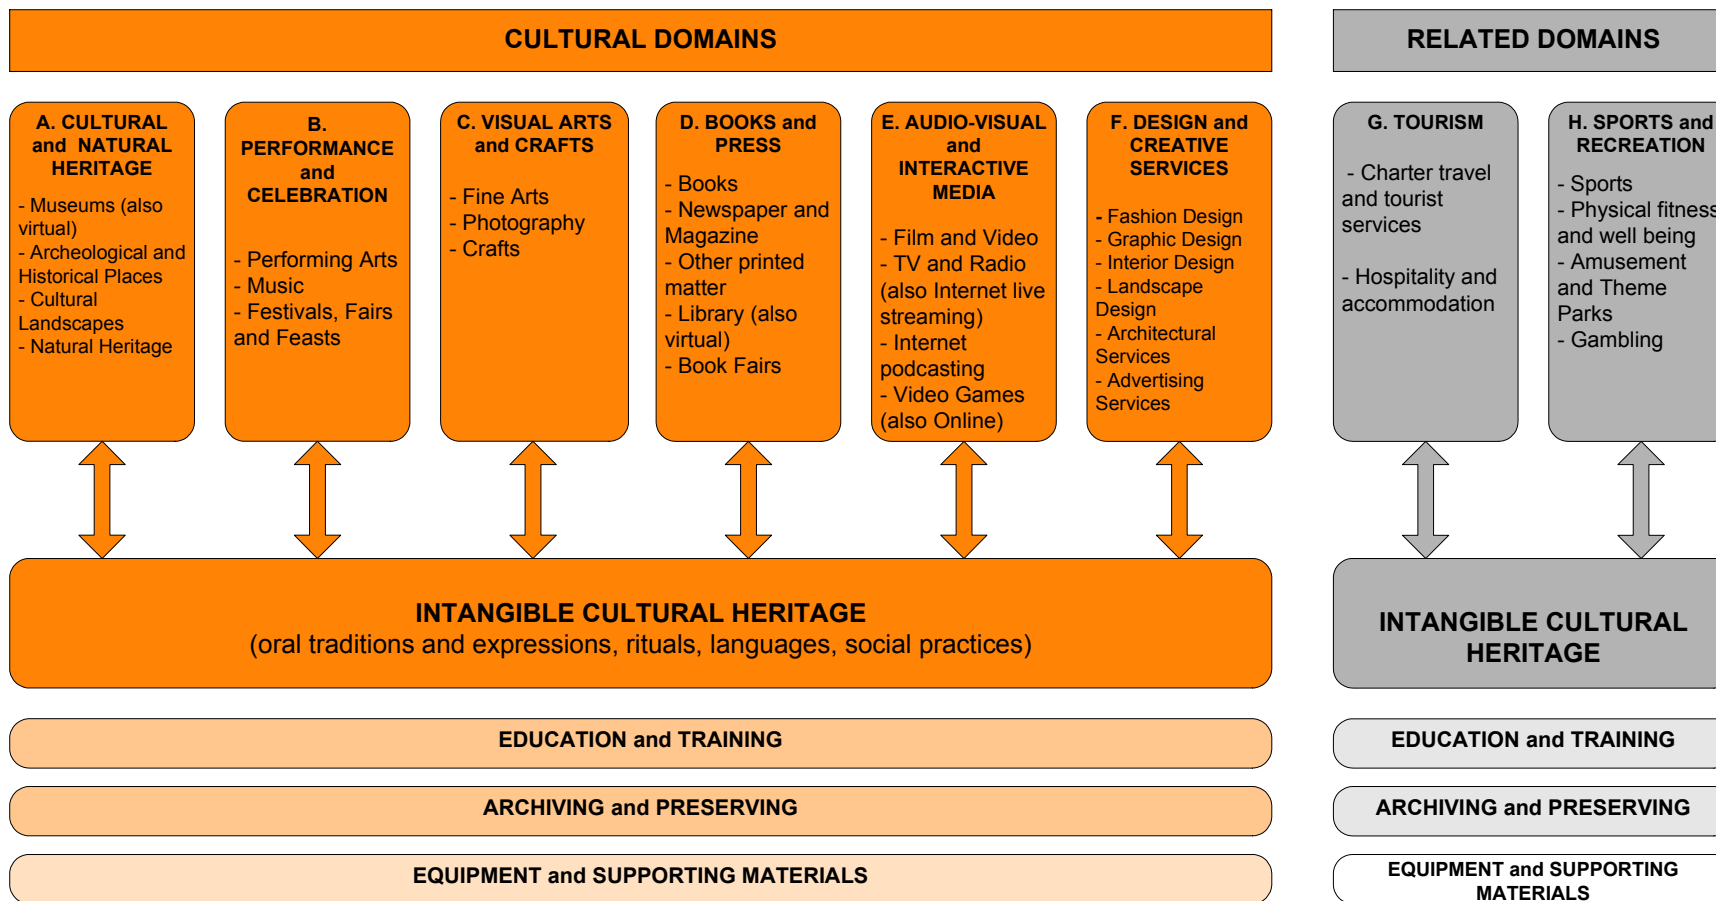 CULTURAL DOMAINS
RELATED DOMAINS
A. CULTURAL
and NATURAL
HERITAGE
- Museums (also
virtual)
- Archeological and
Historical Places
- Cultural
Landscapes
- Natural Heritage
B.
PERFORMANCE
and
CELEBRATION
- Performing Arts
- Music
- Festivals, Fairs
and Feasts
C. VISUAL ARTS
and CRAFTS
- Fine Arts
- Photography
- Crafts
D. BOOKS and
PRESS
- Books
- Newspaper and
Magazine
- Other printed
matter
- Library (also
virtual)
- Book Fairs
E. AUDIO-VISUAL
and
INTERACTIVE
MEDIA
- Film and Video
- TV and Radio
(also Internet live
streaming)
- Internet
podcasting
- Video Games
(also Online)
F. DESIGN and
CREATIVE
SERVICES
- Fashion Design
- Graphic Design
- Interior Design
- Landscape
Design
- Architectural
Services
- Advertising
Services
G. TOURISM
- Charter travel
and tourist
services
- Hospitality and
accommodation
H. SPORTS and
RECREATION
- Sports
- Physical fitness
and well being
- Amusement
and Theme
Parks
- Gambling
INTANGIBLE CULTURAL HERITAGE
(oral traditions and expressions, rituals, languages, social practices)
INTANGIBLE CULTURAL
HERITAGE
EDUCATION and TRAINING
EDUCATION and TRAINING
ARCHIVING and PRESERVING
ARCHIVING and PRESERVING
EQUIPMENT and SUPPORTING MATERIALS
EQUIPMENT and SUPPORTING
MATERIALS